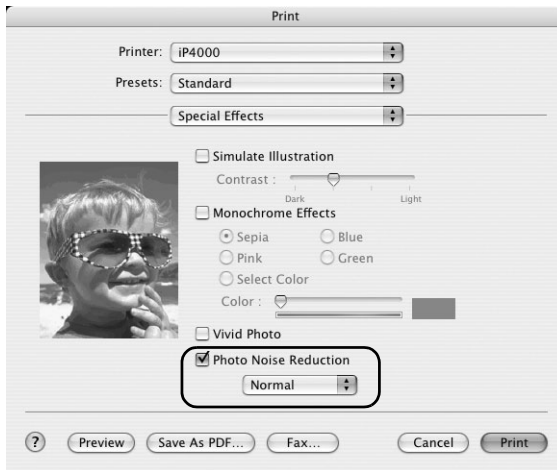 Print
Printer: iP4000
Presets: Standard
Special Effects
Simulate Illustration
Contrast :
Dark Light
Monochrome Effects
Sepia Blue
Pink Green
Select Color
Color :
Vivid Photo
Photo Noise Reduction
Normal
? Preview Save As PDF... Fax... Cancel Print